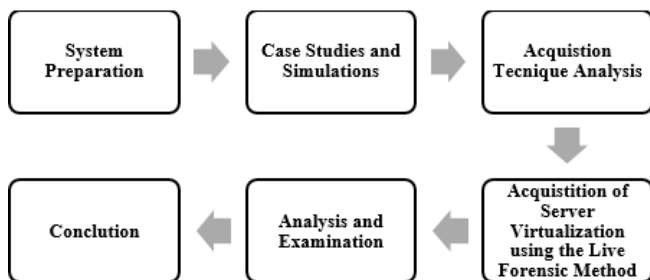 System
Preparation
Case Studies and
Simulations
Acquistion
Tecnique Analysis
Acquistition of
Server
Virtualization
using the Live
Forensic Method
Analysis and
Examination
Conclution